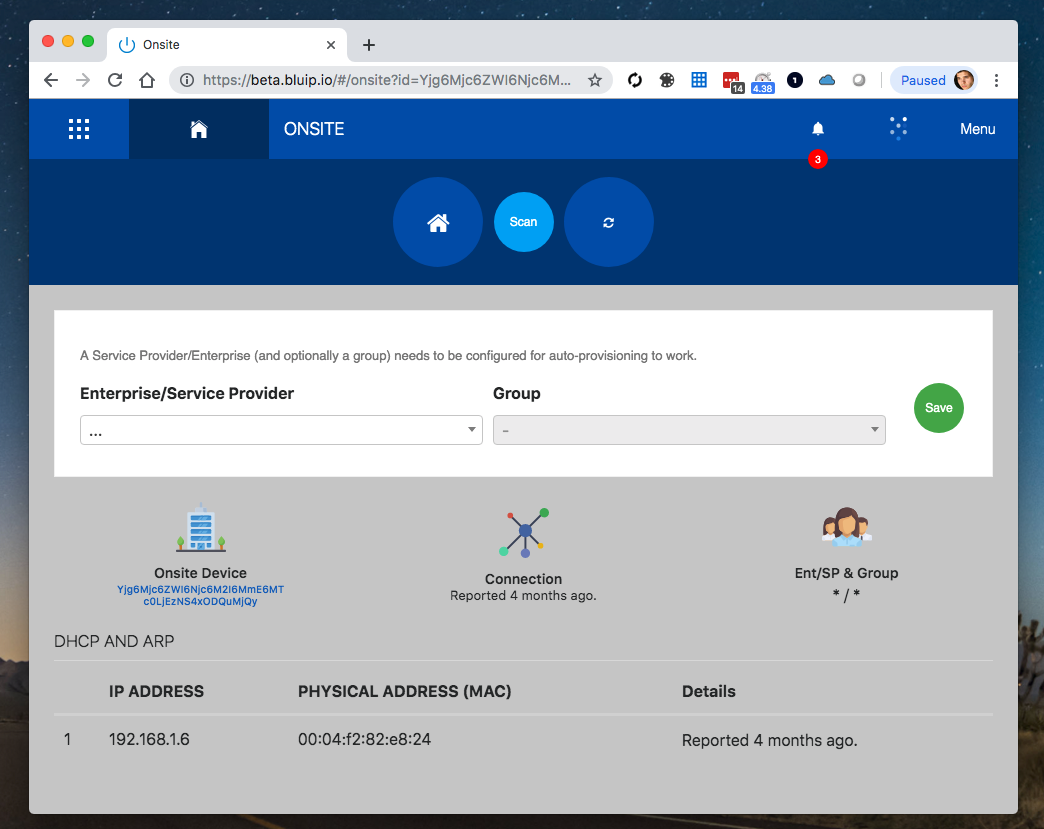 Onsite
https://beta.bluip.io/#/onsite?id=Yjg6Mjc6ZWI6Njc6M...
14
4.38
1
Paused
ONSITE
3
Menu
Scan
A Service Provider/Enterprise (and optionally a group) needs to be configured for auto-provisioning to work.
Enterprise/Service Provider
Group
...
-
Save
Onsite Device
Yjg6Mjc6ZWI6Njc6M2I6MmE6MT
c0LjEzNS4xODQuMjQy
Connection
Reported 4 months ago.
Ent/SP & Group
* / *
DHCP AND ARP
IP ADDRESS PHYSICAL ADDRESS (MAC) Details
1 192.168.1.6 00:04:f2:82:e8:24 Reported 4 months ago.